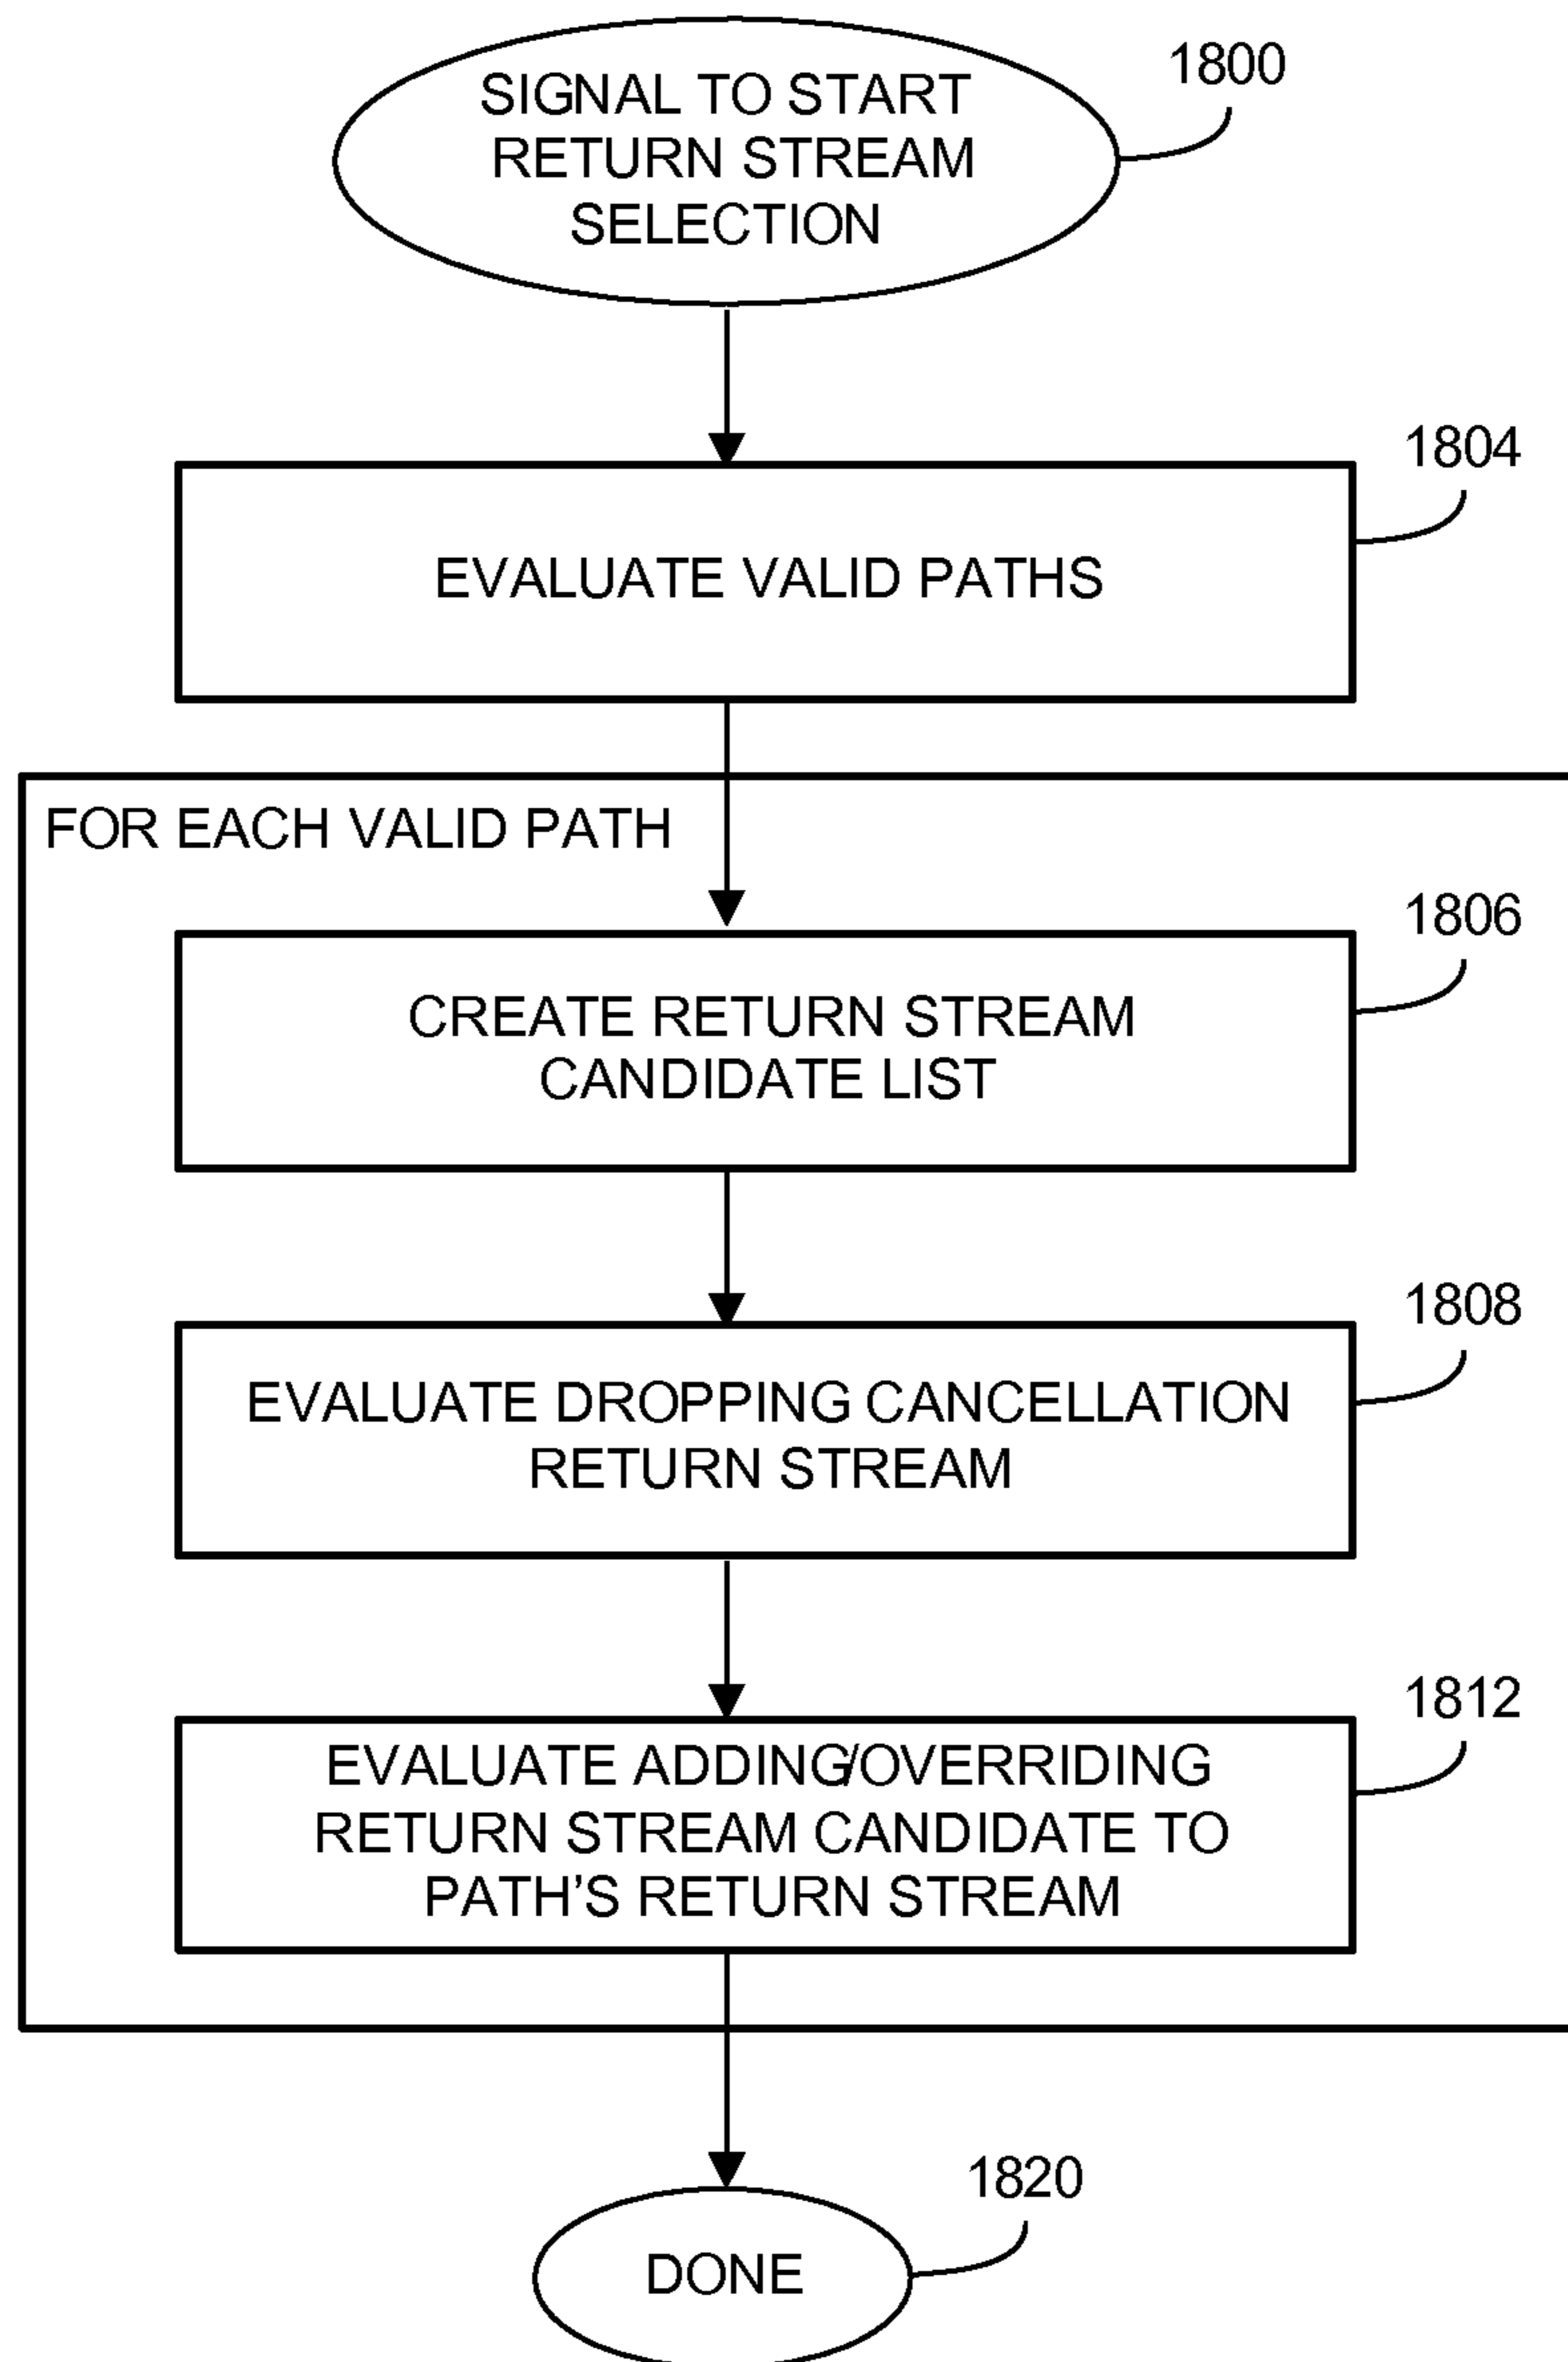 SIGNAL TO START
RETURN STREAM
SELECTION
1800
EVALUATE VALID PATHS
1804
FOR EACH VALID PATH
CREATE RETURN STREAM
CANDIDATE LIST
1806
EVALUATE DROPPING CANCELLATION
RETURN STREAM
1808
EVALUATE ADDING/OVERRIDING
RETURN STREAM CANDIDATE TO
PATH'S RETURN STREAM
1812
DONE
1820